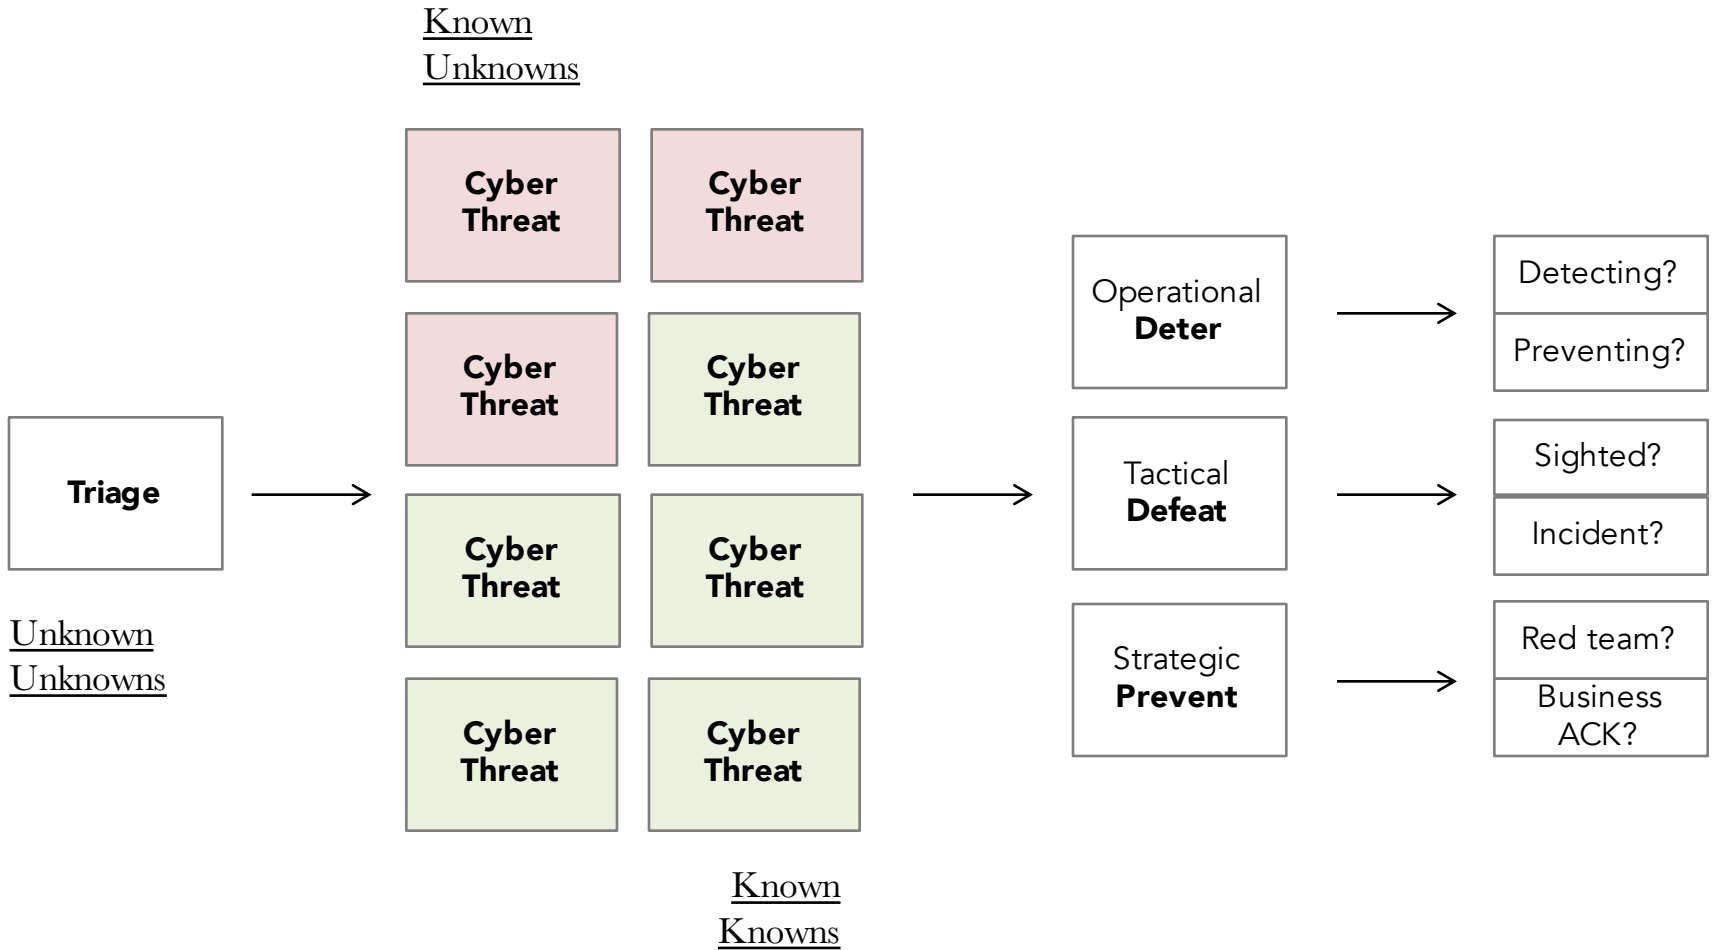 Known
Unknowns
Cyber
Threat
Cyber
Threat
Cyber
Threat
Cyber
Threat
Cyber
Threat
Cyber
Threat
Cyber
Threat
Cyber
Threat
Known
Knowns
Triage
Unknown
Unknowns
Operational
Deter
Tactical
Defeat
Strategic
Prevent
Detecting?
Preventing?
Sighted?
Incident?
Red team?
Business
ACK?